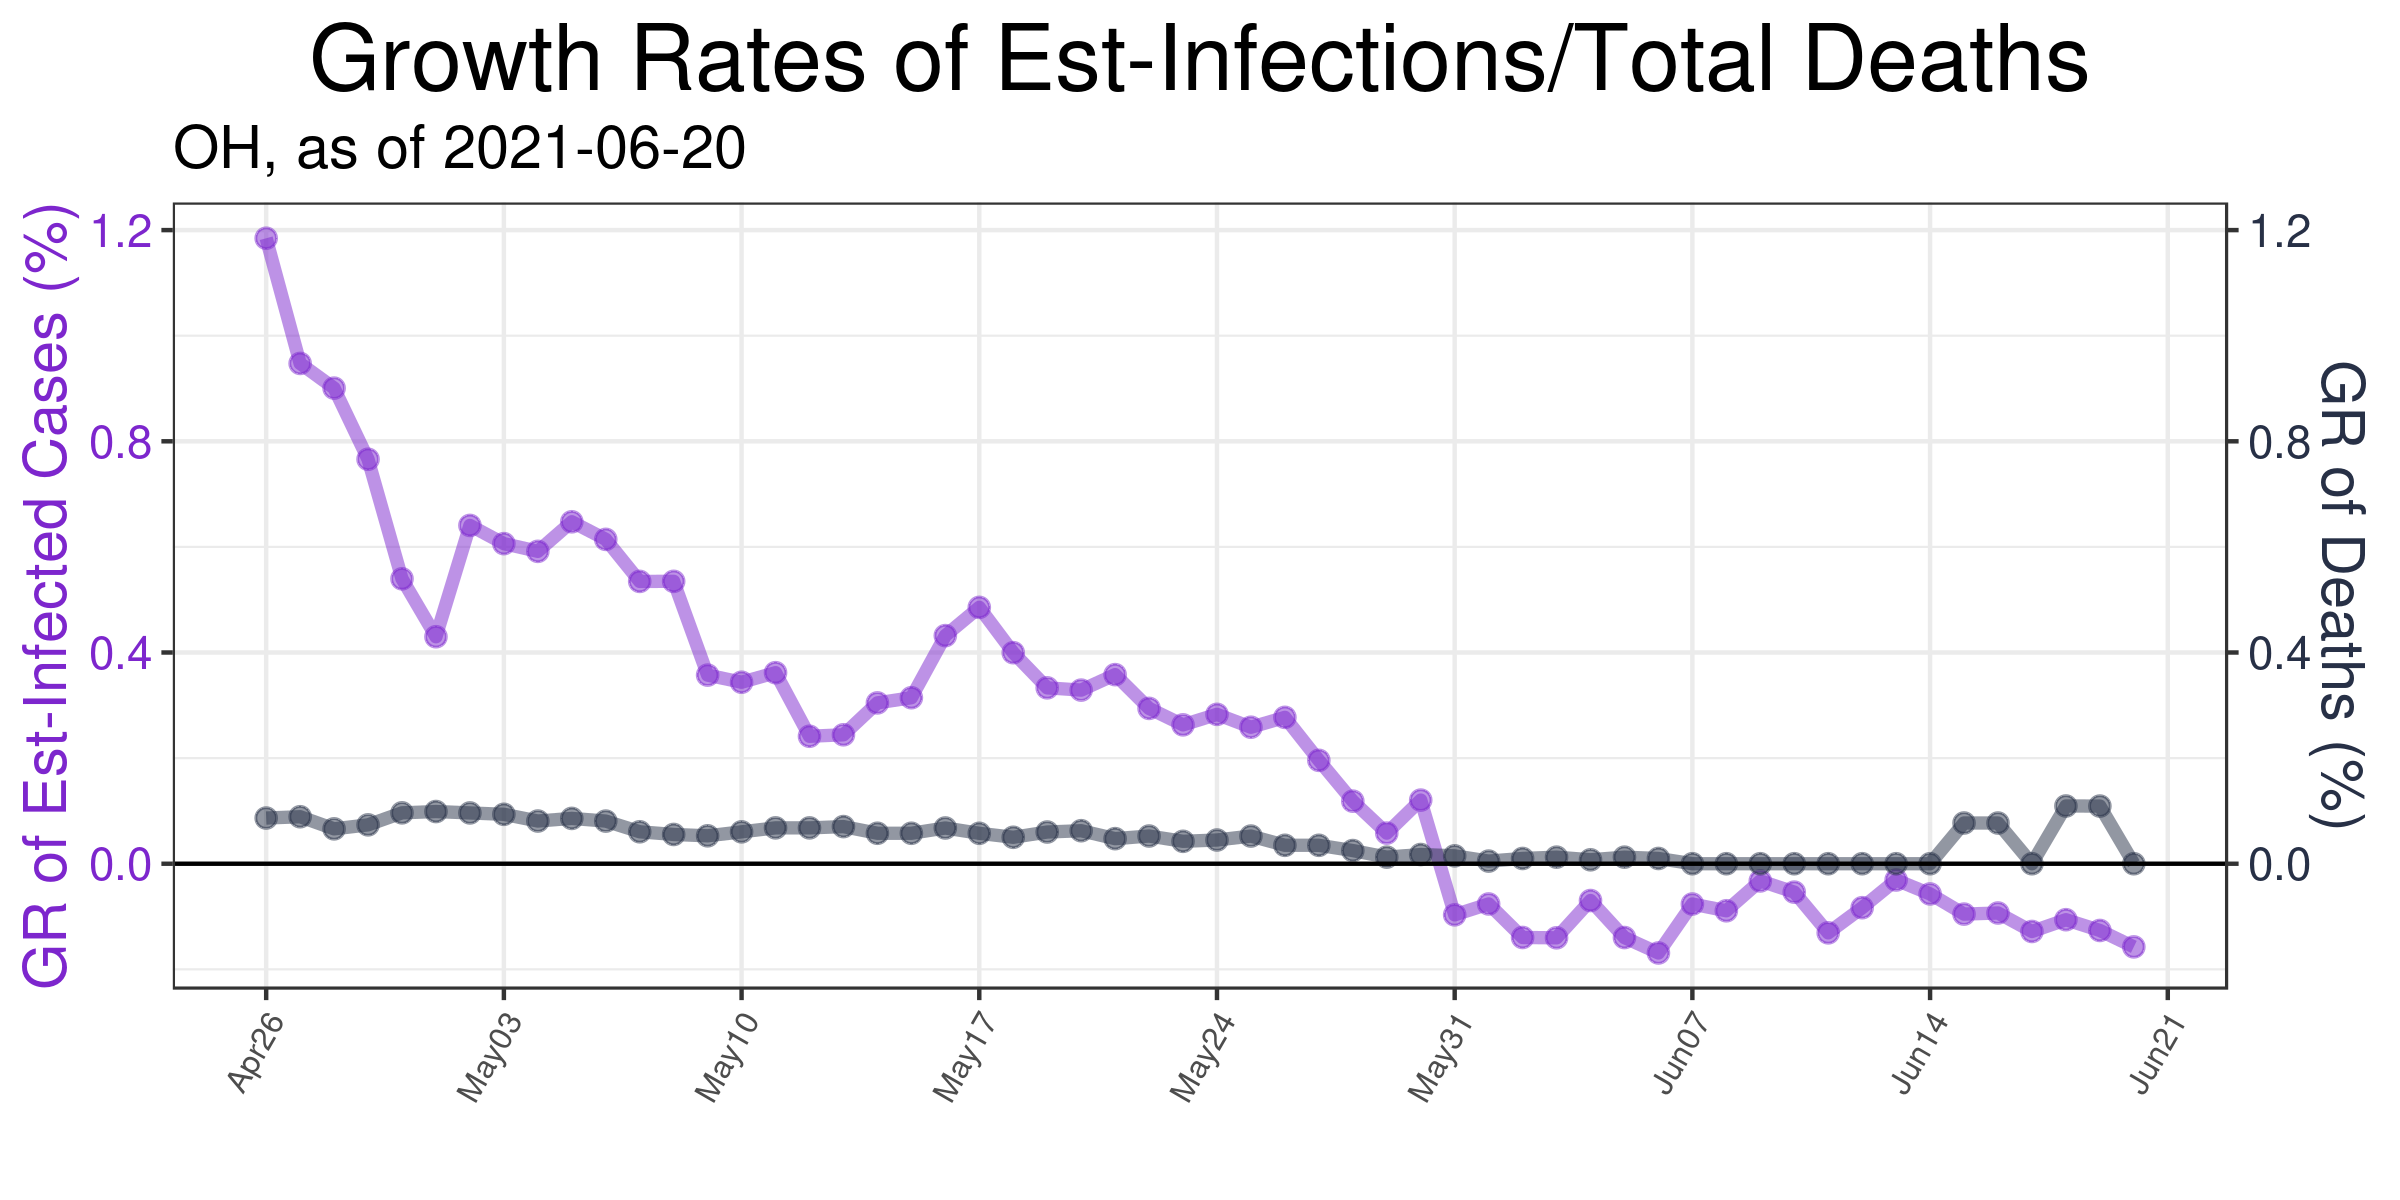 Growth Rates of Est-Infections/Total Deaths
OH, as of 2021-06-20
GR of Est-Infected Cases (%)
1.2
0.8
0.4
0.0
1.2
0.8
0.4
0.0
GR of Deaths (%)
Apr26
May03
May10
May17
May24
May31
Jun07
Jun14
Jun21